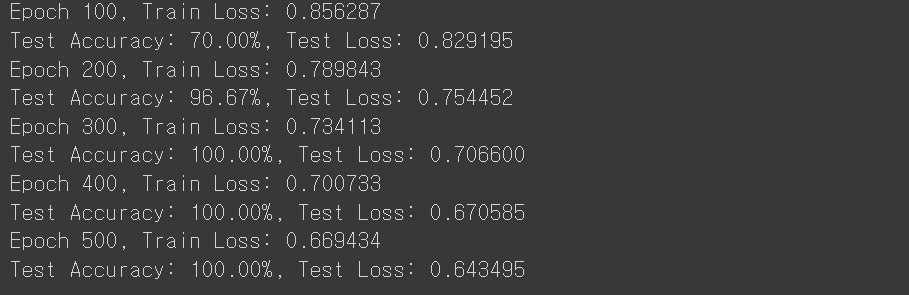 Epoch 100, Train Loss: 0.856287
Test Accuracy: 70.00%, Test Loss: 0.829195
Epoch 200, Train Loss: 0.789843
Test Accuracy: 96.67%, Test Loss: 0.754452
Epoch 300, Train Loss: 0.734113
Test Accuracy: 100.00%, Test Loss: 0.706600
Epoch 400, Train Loss: 0.700733
Test Accuracy: 100.00%, Test Loss: 0.670585
Epoch 500, Train Loss: 0.669434
Test Accuracy: 100.00%, Test Loss: 0.643495